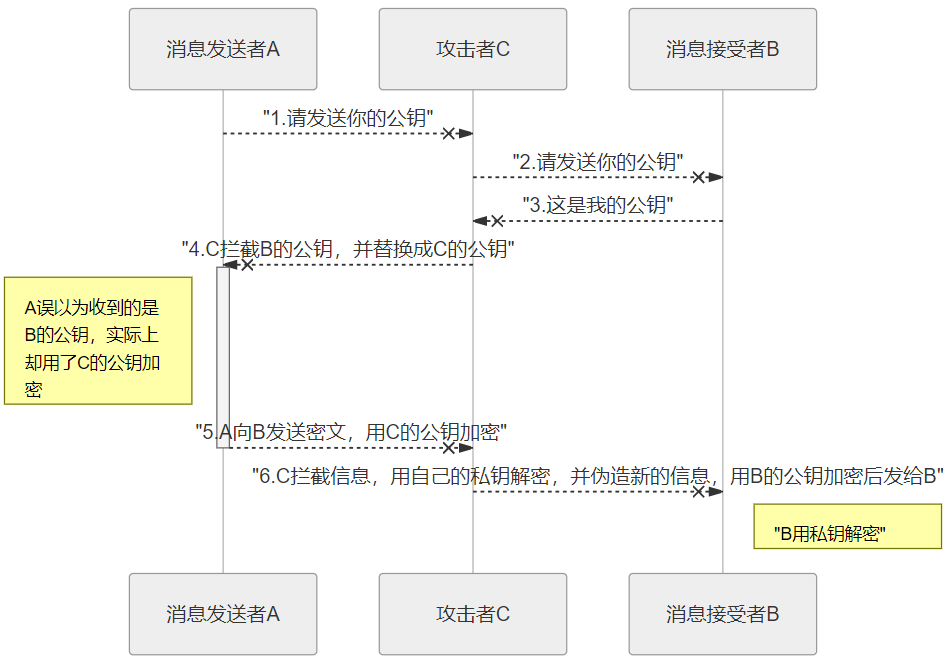 消息发送者A
攻击者C
消息接受者B
"1.请发送你的公钥"
"2.请发送你的公钥"
"3.这是我的公钥"
"4.C拦截B的公钥，并替换成C的公钥"
A误以为收到的是
B的公钥，实际上
却用了C的公钥加
密
"5.A向B发送密文，用C的公钥加密"
"6.C拦截信息，用自己的私钥解密，并伪造新的信息，用B的公钥加密后发给B"
"B用私钥解密"
消息发送者A
攻击者C
消息接受者B